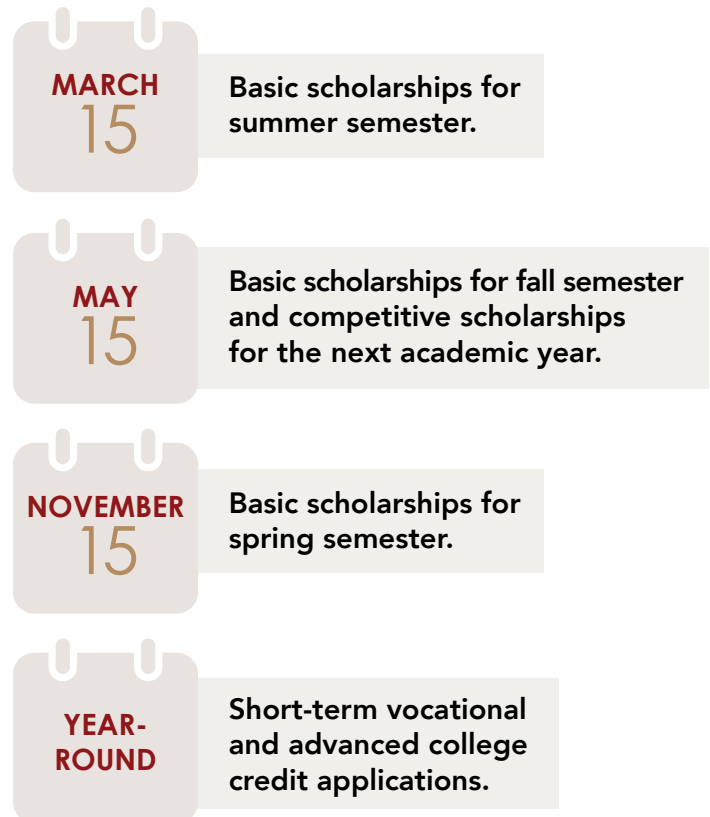 MARCH
15
Basic scholarships for
summer semester.
MAY
15
Basic scholarships for fall semester
and competitive scholarships
for the next academic year.
NOVEMBER
15
Basic scholarships for
spring semester.
YEAR-
ROUND
Short-term vocational
and advanced college
credit applications.